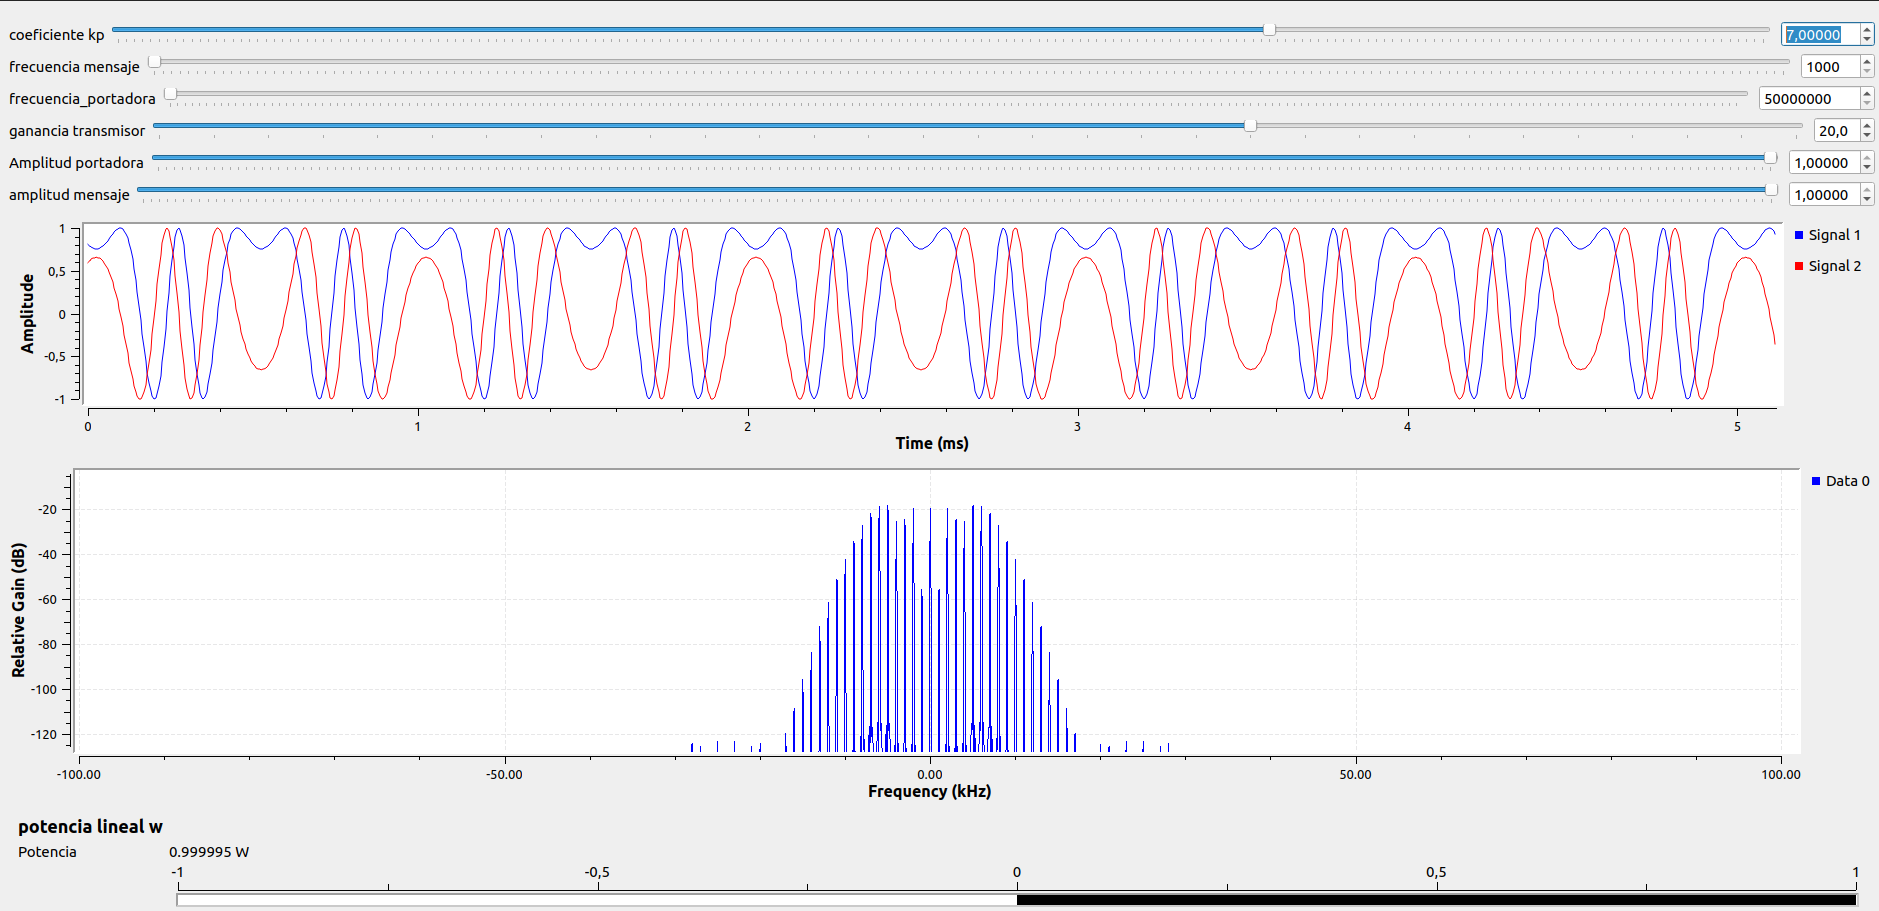 coeficiente kp 7,00000
frecuencia mensaje 1000
frecuencia_portadora 50000000
ganancia transmisor 20,0
Amplitud portadora 1,00000
amplitud mensaje 1,00000
Amplitude
1
0,5
0
-0,5
-1
Signal 1
Signal 2
0 1 2 3 4 5
Time (ms)
Relative Gain (dB)
-20
-40
-60
-80
-100
-120
Data 0
-100.00 -50.00 0.00 50.00 100.00
Frequency (kHz)
potencia lineal w
Potencia 0.999995 W
-1 -0,5 0 0,5 1